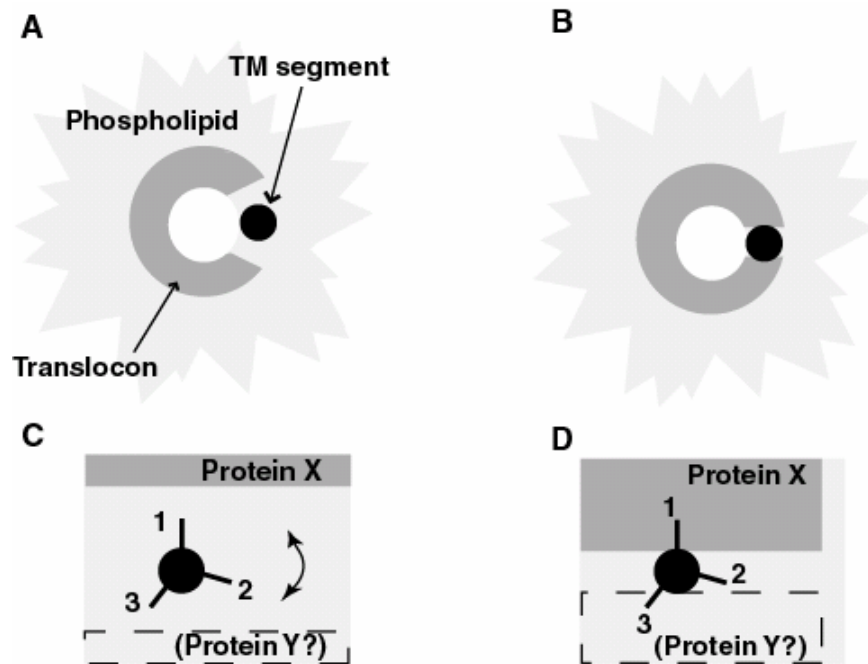 A
B
TM segment
Phospholipid
Translocon
C
D
Protein X
1
2
3
(Protein Y?)
Protein X
1
2
3
(Protein Y?)